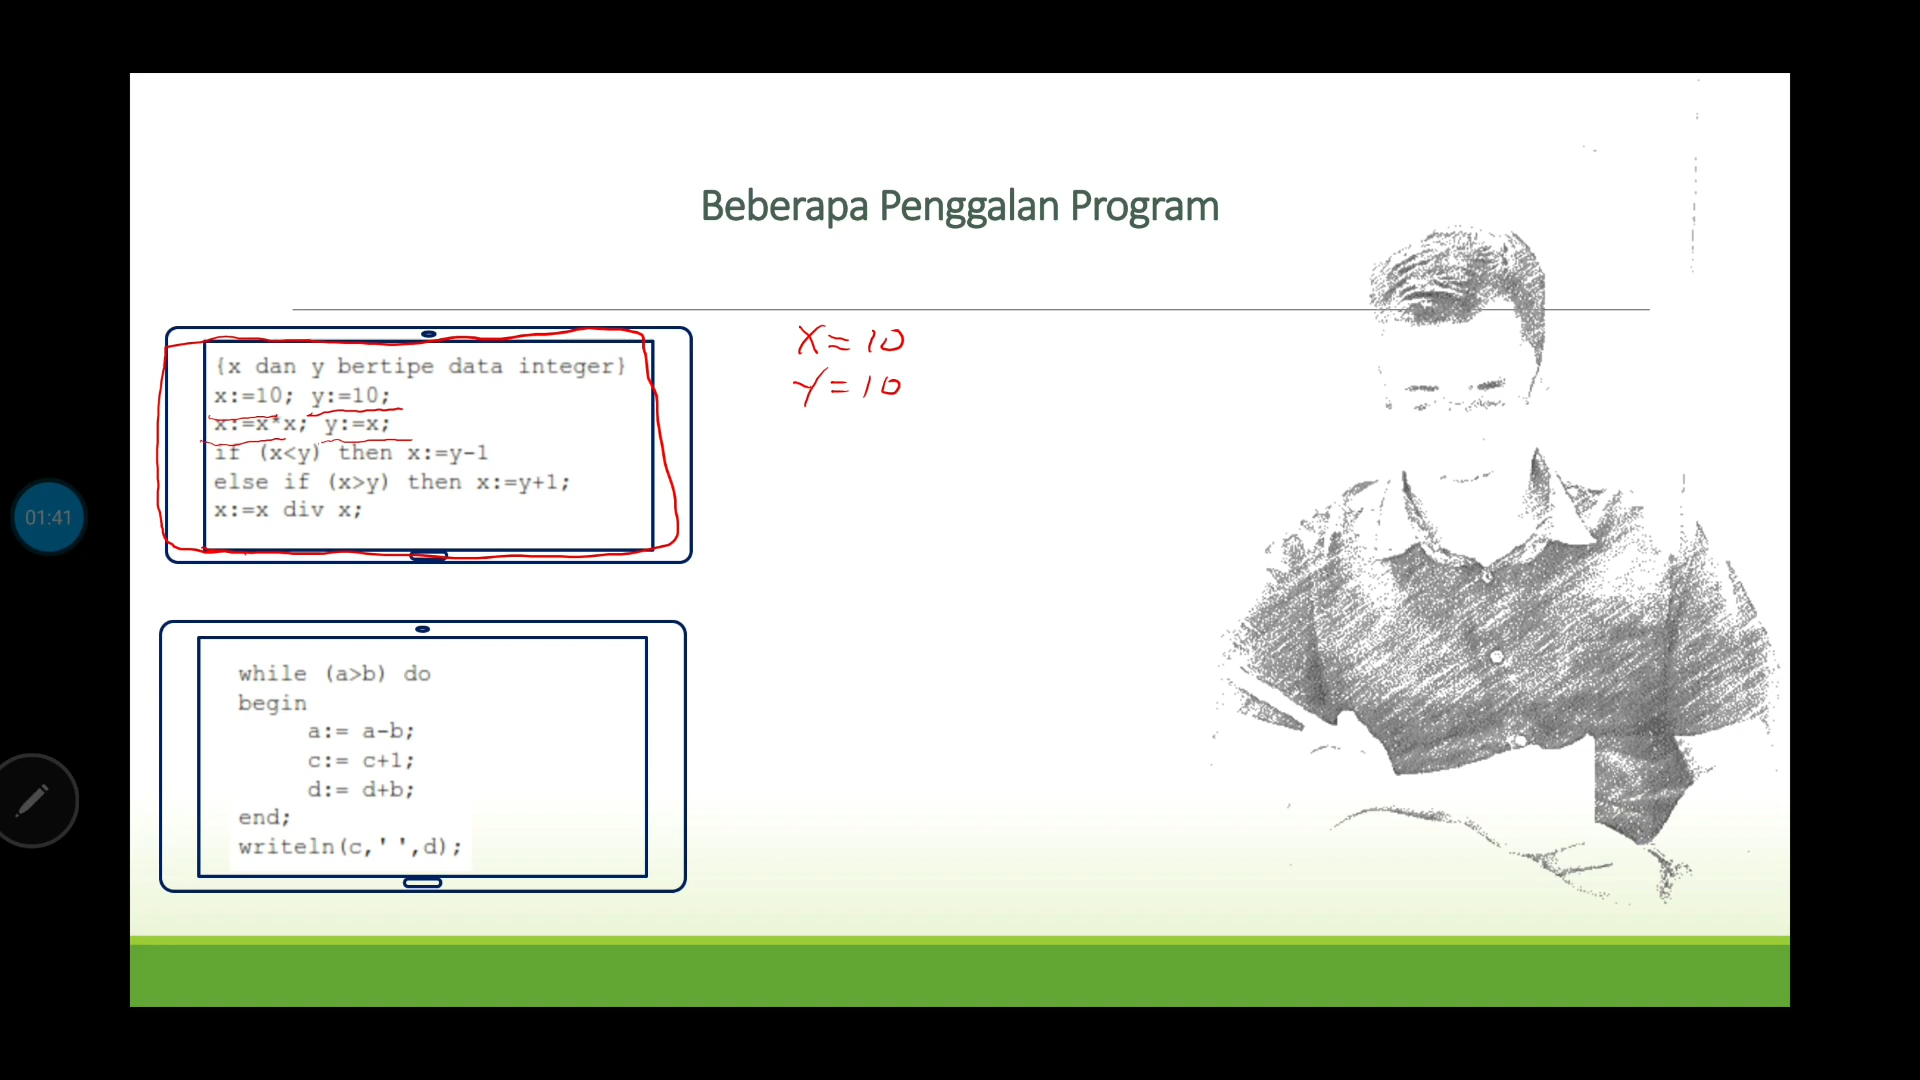 Beberapa Penggalan Program
{x dan y bertipe data integer}
x:=10; y:=10;
x:=x*x; y:=x;
if (x<y) then x:=y-1
else if (x>y) then x:=y+1;
x:=x div x;
X = 10
Y = 10
01:41
while (a>b) do
begin
a:= a-b;
c:= c+1;
d:= d+b;
end;
writeln(c,' ',d);